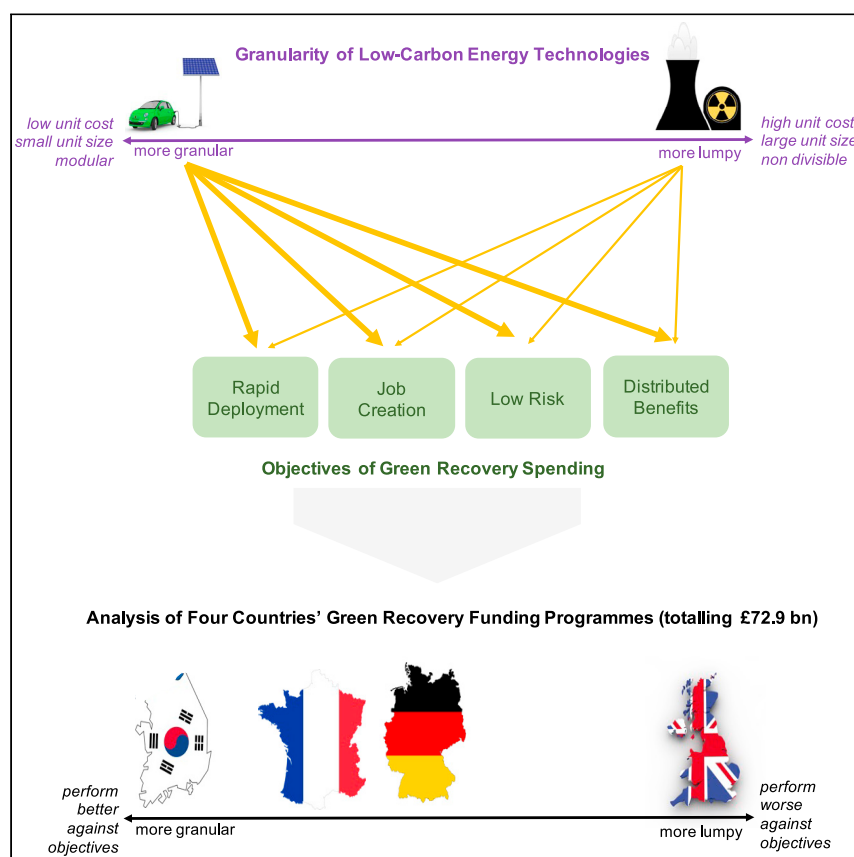 Granularity of Low-Carbon Energy Technologies
low unit cost
small unit size
modular
high unit cost
large unit size
non divisible
more granular
more lumpy
Rapid
Deployment
Job
Creation
Low Risk
Distributed
Benefits
Objectives of Green Recovery Spending
Analysis of Four Countries' Green Recovery Funding Programmes (totalling £72.9 bn)
perform
better
against
objectives
more granular
more lumpy
perform
worse
against
objectives